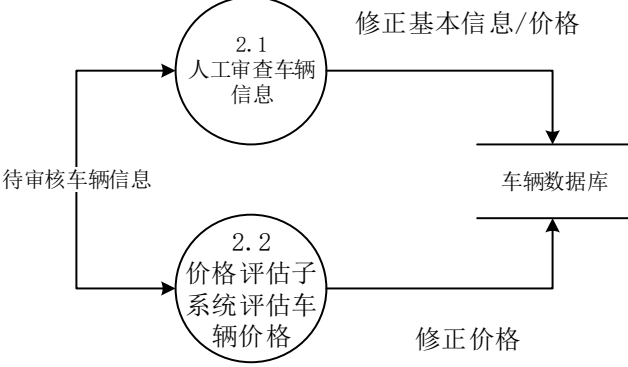 修正基本信息/价格
2.1
人工审查车辆
信息
待审核车辆信息
车辆数据库
2.2
价格评估子
系统评估车
辆价格
修正价格